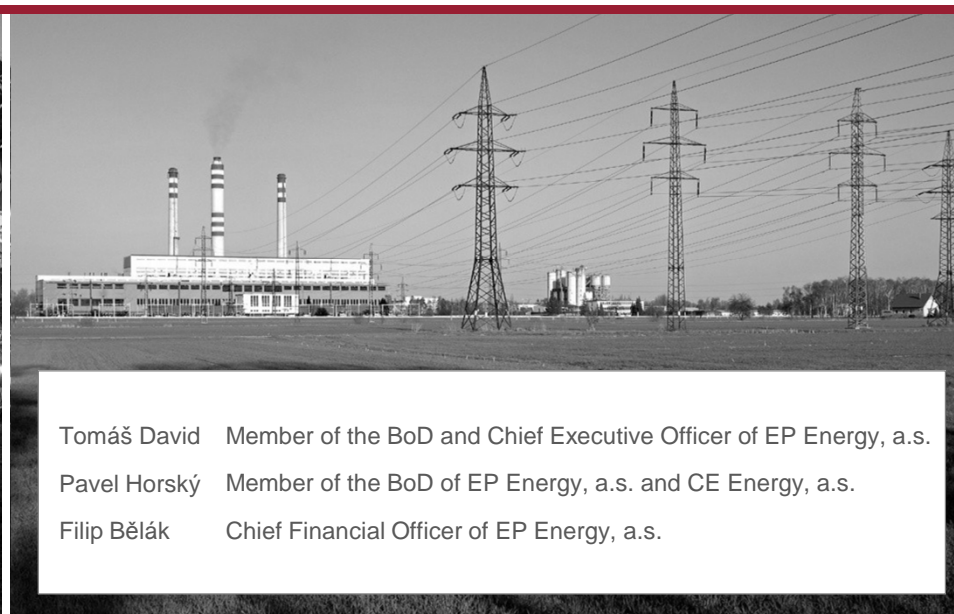 Tomáš David Member of the BoD and Chief Executive Officer of EP Energy, a.s.
Pavel Horský Member of the BoD of EP Energy, a.s. and CE Energy, a.s.
Filip Bělák Chief Financial Officer of EP Energy, a.s.